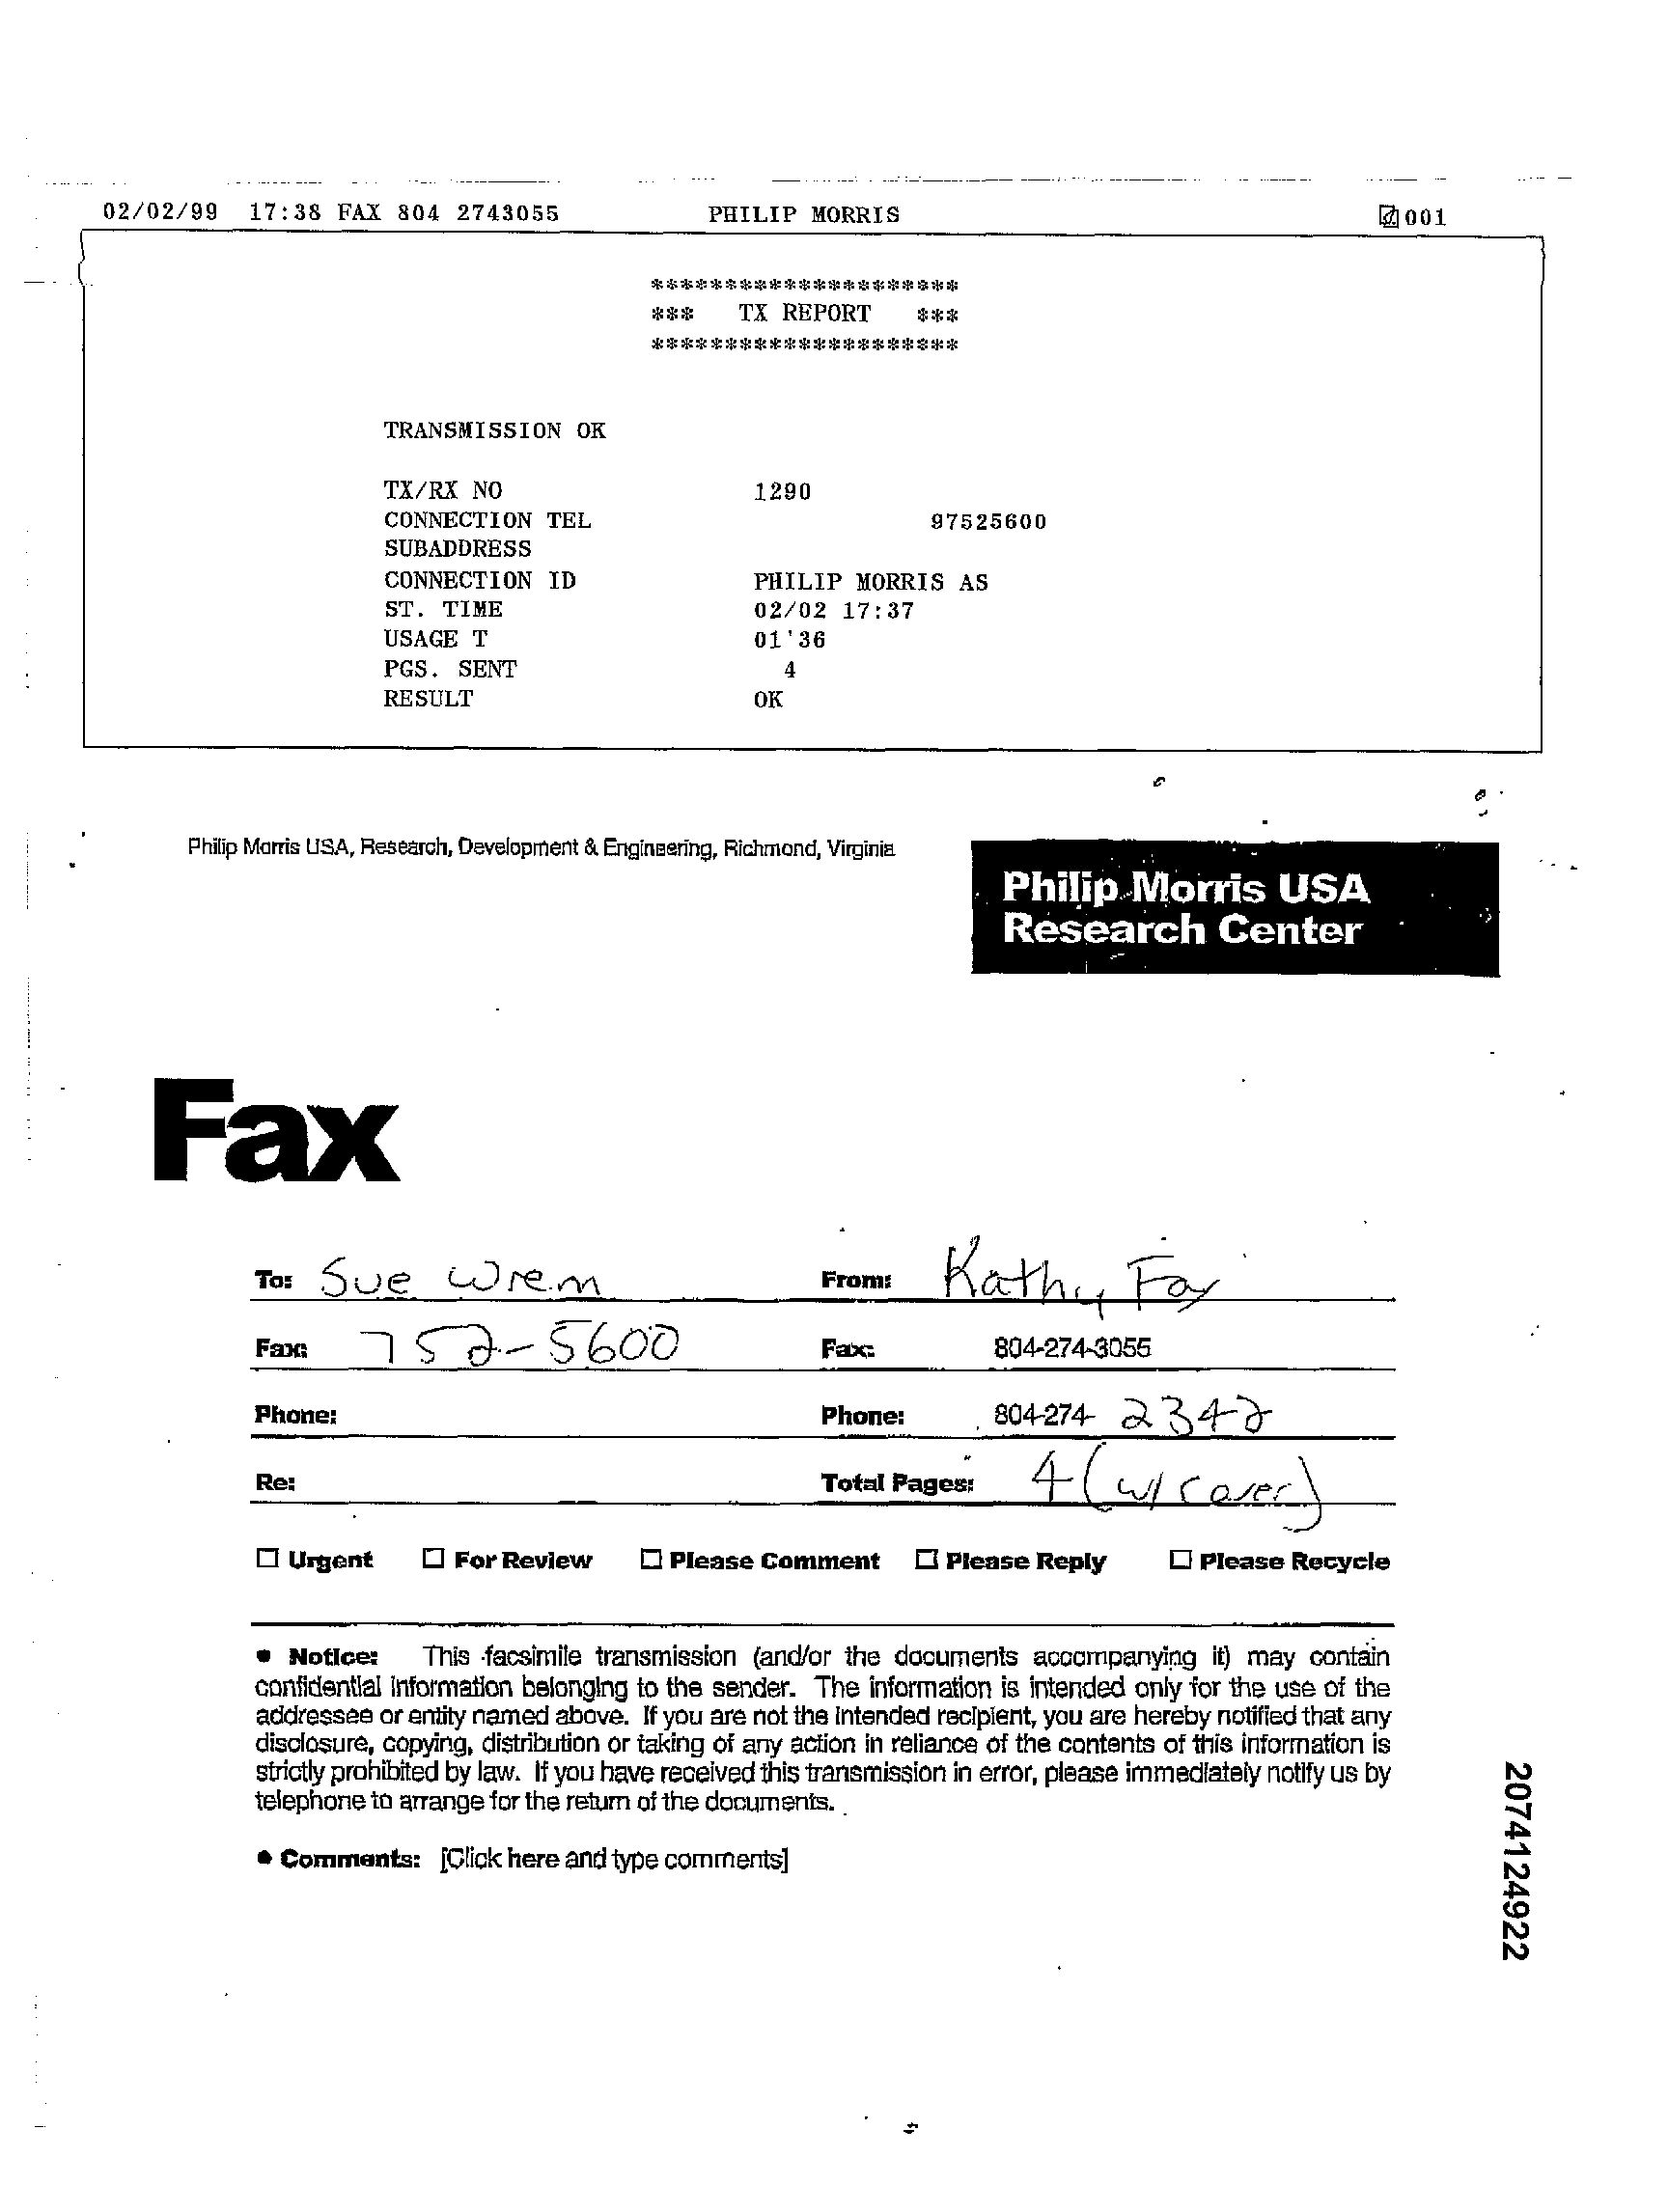 02/02/99 17:38 FAX 804 2743055 PHILIP MORRIS 001
********************* 
*** TX REPORT ***
*********************
TRANSMISSION OK
TX/RX NO 1290
CONNECTION TEL 97525600
SUBADDRESS
CONNECTION ID PHILIP MORRIS AS
ST. TIME 02/02 17:37
USAGE T 01'36
PGS. SENT 4
RESULT OK
Philip Morris USA, Research, Development & Engineering, Richmond, Virginia
Philip Morris USA
Research Center
Fax
To: Sue Wrem From: Kathy Fay
Fax: 752-5600 Fax: 804-274-3055
Phone: Phone: 804-274- 2342
Re: Total Pages: 4 (w/ cover)
☐ Urgent ☐ For Review ☐ Please Comment ☐ Please Reply ☐ Please Recycle
• Notice: This facsimile transmission (and/or the documents accompanying it) may contain
confidential information belonging to the sender. The information is intended only for the use of the
addressee or entity named above. If you are not the intended recipient, you are hereby notified that any
disclosure, copying, distribution or taking of any action in reliance of the contents of this information is
strictly prohibited by law. If you have received this transmission in error, please immediately notify us by
telephone to arrange for the return of the documents.
• Comments: [Click here and type comments]
2074124922